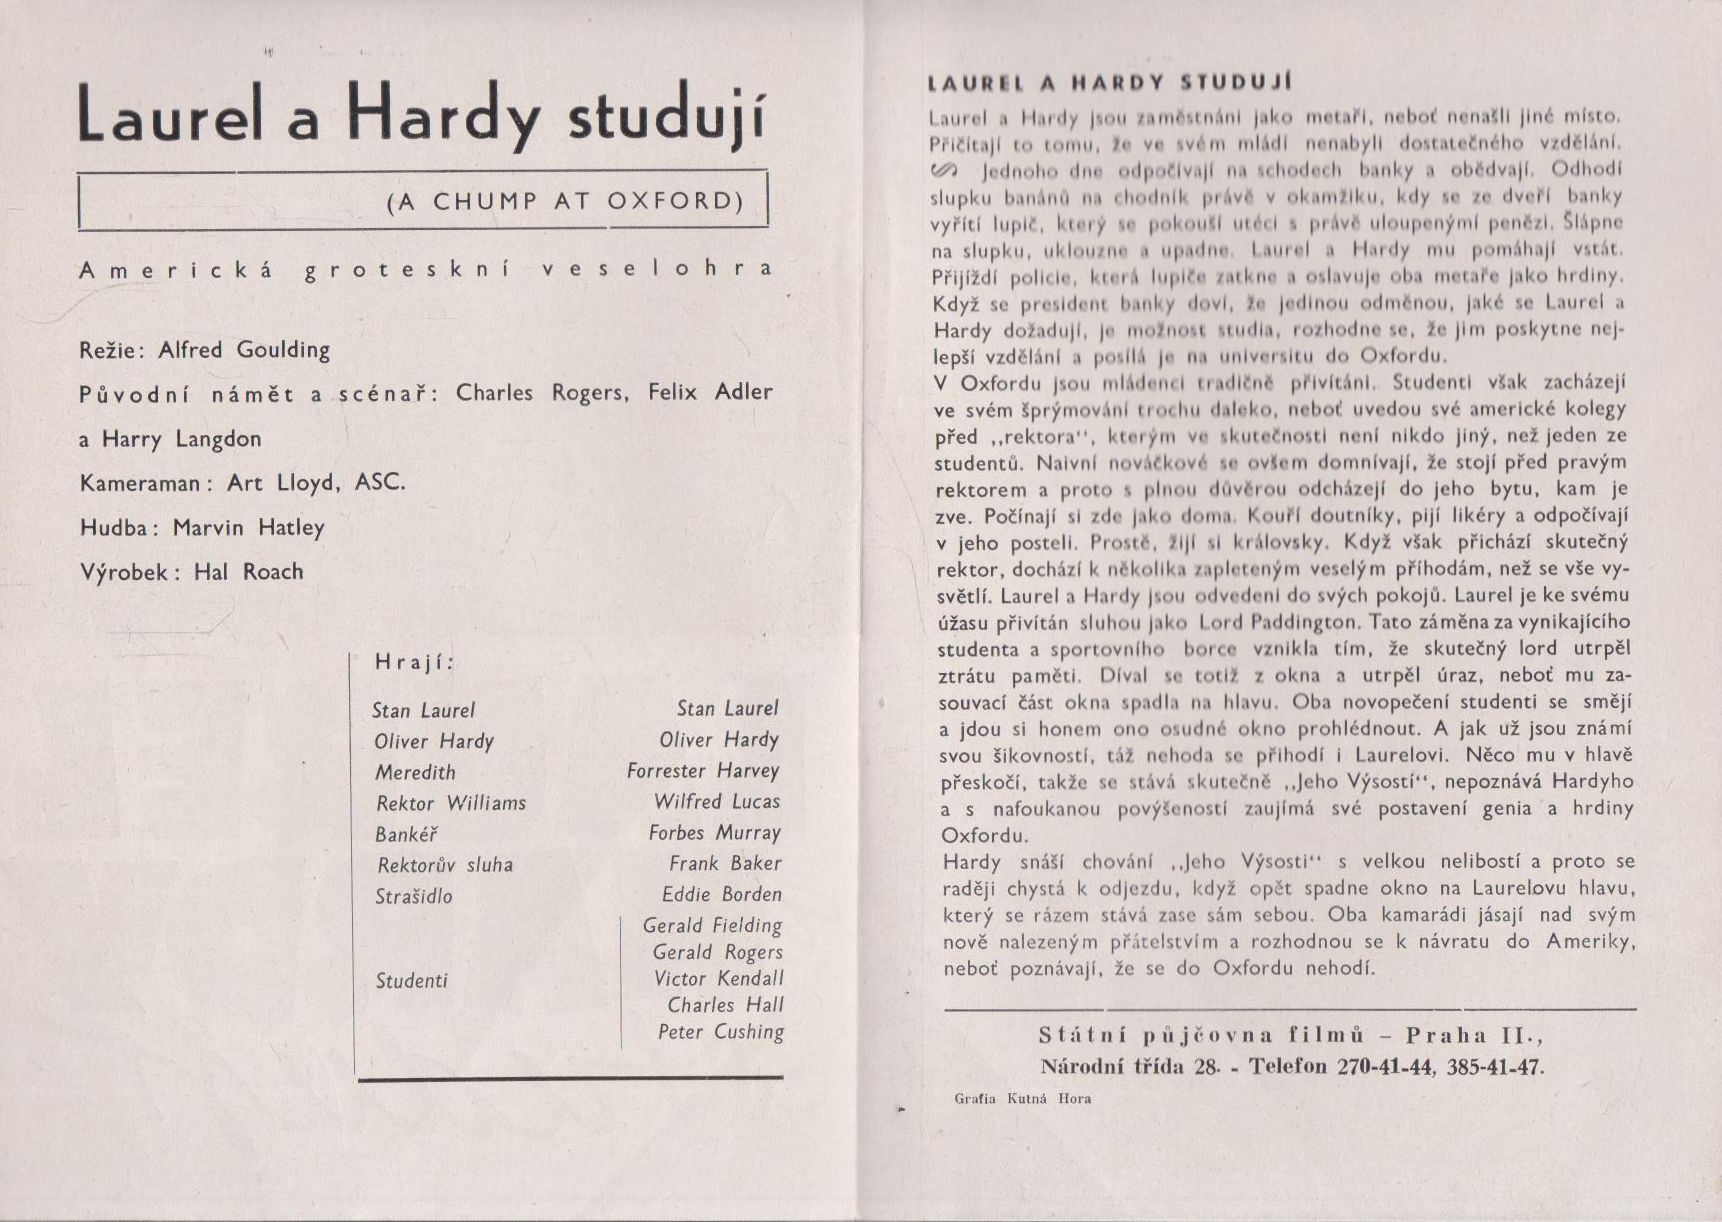 Laurel a Hardy studují
(A CHUMP AT OXFORD)
Americká groteskní veselohra
Režie: Alfred Goulding
Původní námět a scénař: Charles Rogers, Felix Adler
a Harry Langdon
Kameraman: Art Lloyd, ASC.
Hudba: Marvin Hatley
Výrobek: Hal Roach
Hrají:
Stan Laurel Stan Laurel
Oliver Hardy Oliver Hardy
Meredith Forrester Harvey
Rektor Williams Wilfred Lucas
Bankéř Forbes Murray
Rektorův sluha Frank Baker
Strašidlo Eddie Borden
Gerald Fielding
Gerald Rogers
Studenti Victor Kendall
Charles Hall
Peter Cushing
LAUREL A HARDY STUDUJÍ
Laurel a Hardy jsou zaměstnáni jako metaři, neboť nenašli jiné místo.
Přičítají to tomu, že ve svém mládí nenabyli dostatečného vzdělání.
Jednoho dne odpočívají na schodech banky a obědvají. Odhodí
slupku banánů na chodník právě v okamžiku, kdy se ze dveří banky
vyřítí lupič, který se pokouší utéci s právě uloupenými penězi. Šlápne
na slupku, uklouzne a upadne. Laurel a Hardy mu pomáhají vstát.
Přijíždí policie, která lupiče zatkne a oslavuje oba metaře jako hrdiny.
Když se president banky doví, že jedinou odměnou, jaké se Laurel a
Hardy dožadují, je možnost studia, rozhodne se, že jim poskytne nej-
lepší vzdělání a posílá je na universitu do Oxfordu.
V Oxfordu jsou mládenci tradičně přivítáni. Studenti však zacházejí
ve svém šprýmování trochu daleko, neboť uvedou své americké kolegy
před „rektora“, kterým ve skutečnosti není nikdo jiný, než jeden ze
studentů. Naivní nováčkové se ovšem domnívají, že stojí před pravým
rektorem a proto s plnou důvěrou odcházejí do jeho bytu, kam je
zve. Počínají si zde jako doma. Kouří doutníky, pijí likéry a odpočívají
v jeho posteli. Prostě, žijí si královsky. Když však přichází skutečný
rektor, dochází k několika zapleteným veselým příhodám, než se vše vy-
světlí. Laurel a Hardy jsou odvedeni do svých pokojů. Laurel je ke svému
úžasu přivítán sluhou jako Lord Paddington. Tato záměna za vynikajícího
studenta a sportovního borce vznikla tím, že skutečný lord utrpěl
ztrátu paměti. Díval se totiž z okna a utrpěl úraz, neboť mu za-
souvací část okna spadla na hlavu. Oba novopečení studenti se smějí
a jdou si honem ono osudné okno prohlédnout. A jak už jsou známí
svou šikovností, táž nehoda se přihodí i Laurelovi. Něco mu v hlavě
přeskočí, takže se stává skutečně „Jeho Výsostí“, nepoznává Hardyho
a s nafoukanou povýšeností zaujímá své postavení genia a hrdiny
Oxfordu.
Hardy snáší chování „Jeho Výsosti“ s velkou nelibostí a proto se
raději chystá k odjezdu, když opět spadne okno na Laurelovu hlavu,
který se rázem stává zase sám sebou. Oba kamarádi jásají nad svým
nově nalezeným přátelstvím a rozhodnou se k návratu do Ameriky,
neboť poznávají, že se do Oxfordu nehodí.
Státní půjčovna filmů – Praha II.,
Národní třída 28. - Telefon 270-41-44, 385-41-47.
Grafia Kutná Hora